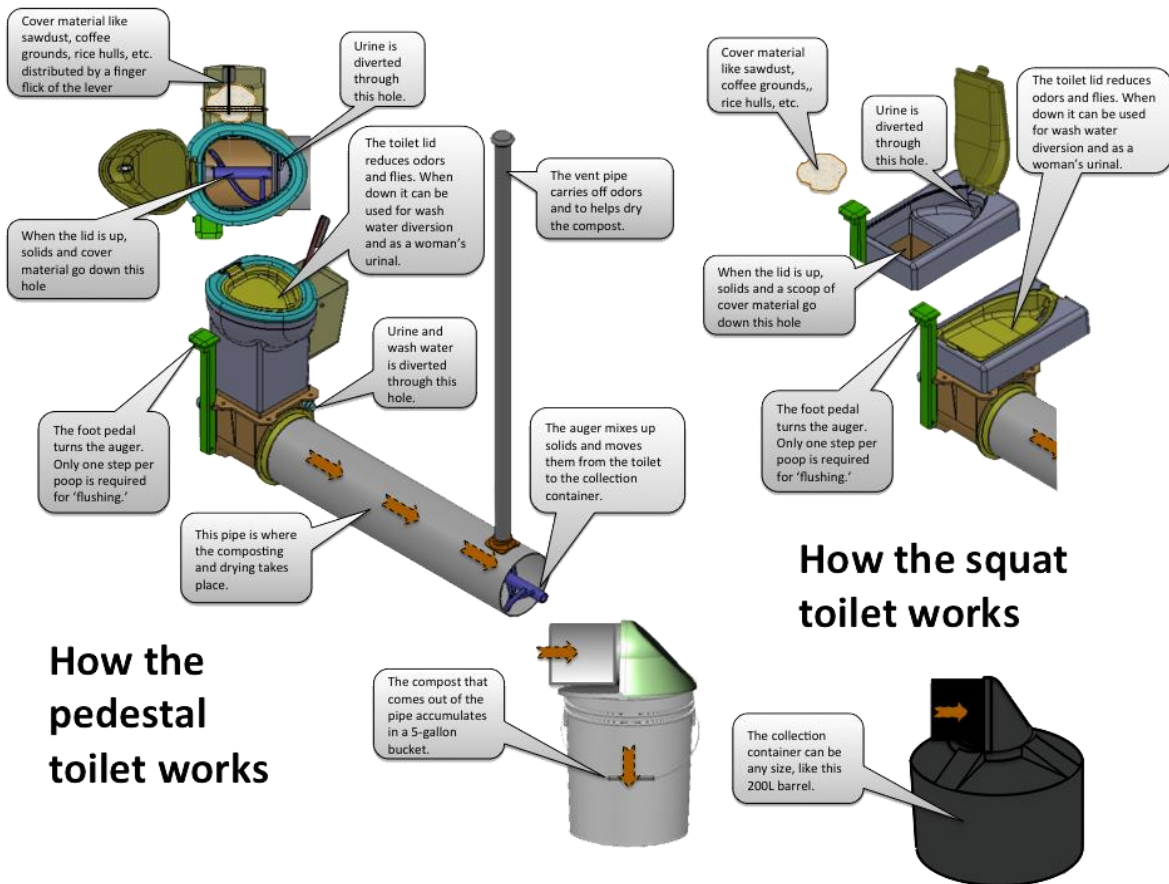 Cover material like
sawdust, coffee
grounds, rice hulls, etc.
distributed by a finger
flick of the lever
Urine is
diverted
through
this hole.
The toilet lid
reduces odors
and flies. When
down it can be
used for wash
water diversion
and as a woman's
urinal.
The vent pipe
carries off odors
and to helps dry
the compost.
When the lid is up,
solids and cover
material go down this
hole
Urine and
wash water
is diverted
through this
hole.
The foot pedal
turns the auger.
Only one step per
poop is required
for 'flushing.'
The auger mixes up
solids and moves
them from the toilet
to the collection
container.
This pipe is where
the composting
and drying takes
place.
How the
pedestal
toilet works
The compost that
comes out of the
pipe accumulates
in a 5-gallon
bucket.
Cover material
like sawdust,
coffee grounds,,
rice hulls, etc.
Urine is
diverted
through
this hole.
The toilet lid reduces
odors and flies. When
down it can be used
for wash water
diversion and as a
woman's urinal.
When the lid is up,
solids and a scoop of
cover material go
down this hole
The foot pedal
turns the auger.
Only one step per
poop is required
for 'flushing.'
How the squat
toilet works
The collection
container can be
any size, like this
200L barrel.